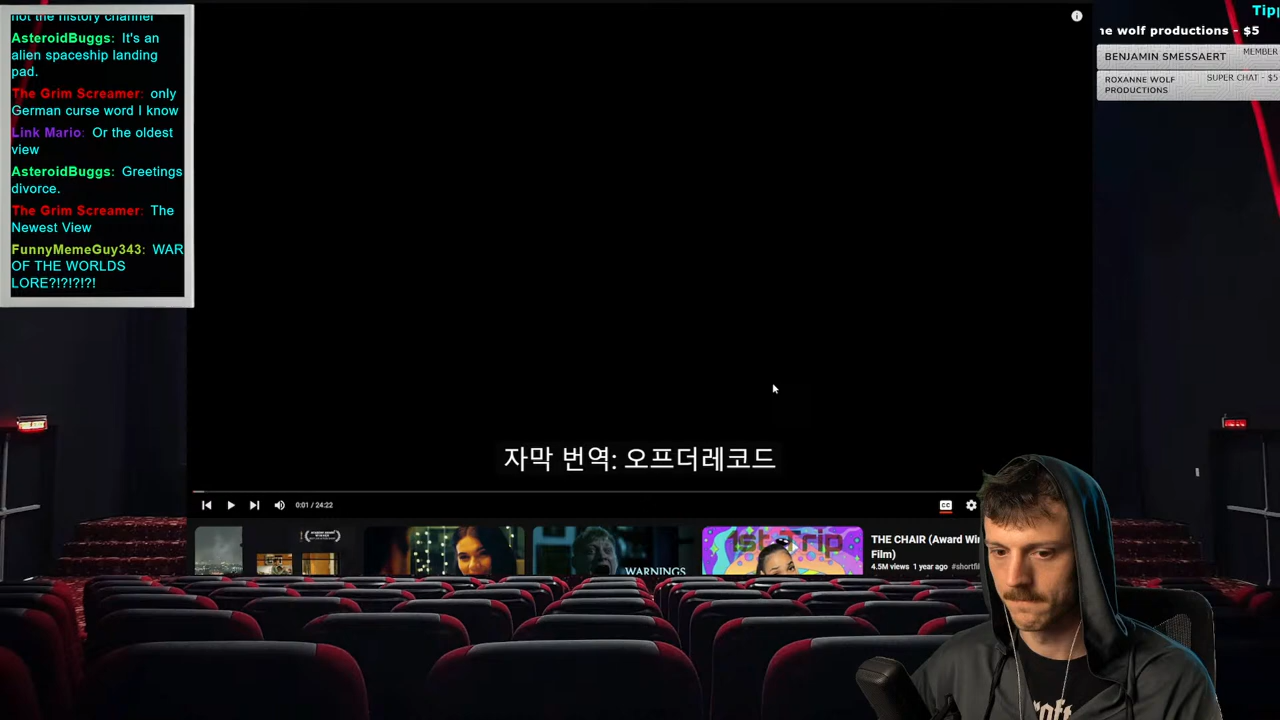 not the history channel
AsteroidBuggs: It's an
alien spaceship landing
pad.
The Grim Screamer: only
German curse word I know
Link Mario: Or the oldest
view
AsteroidBuggs: Greetings
divorce.
The Grim Screamer: The
Newest View
FunnyMemeGuy343: WAR
OF THE WORLDS
LORE?!?!?!?!
wolf productions - $5
BENJAMIN SMESSAERT MEMBER
ROXANNE WOLF SUPER CHAT - $5
PRODUCTIONS
자막 번역: 오프더레코드
0:01 / 24:22
CC
WARNINGS
1st Trip
THE CHAIR (Award
Film)
4.5M views 1 year ago